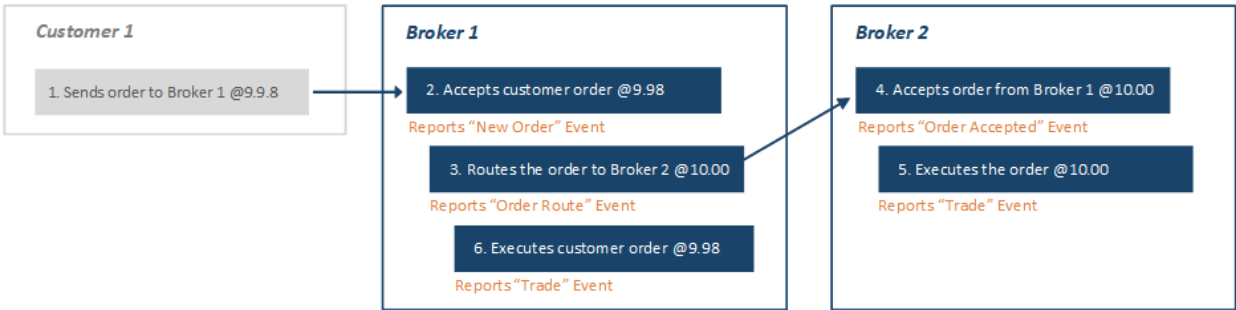 Customer 1
1. Sends order to Broker 1 @9.9.8
Broker 1
2. Accepts customer order @9.98
Reports “New Order” Event
3. Routes the order to Broker 2 @10.00
Reports “Order Route” Event
6. Executes customer order @9.98
Reports “Trade” Event
Broker 2
4. Accepts order from Broker 1 @10.00
Reports “Order Accepted” Event
5. Executes the order @10.00
Reports “Trade” Event